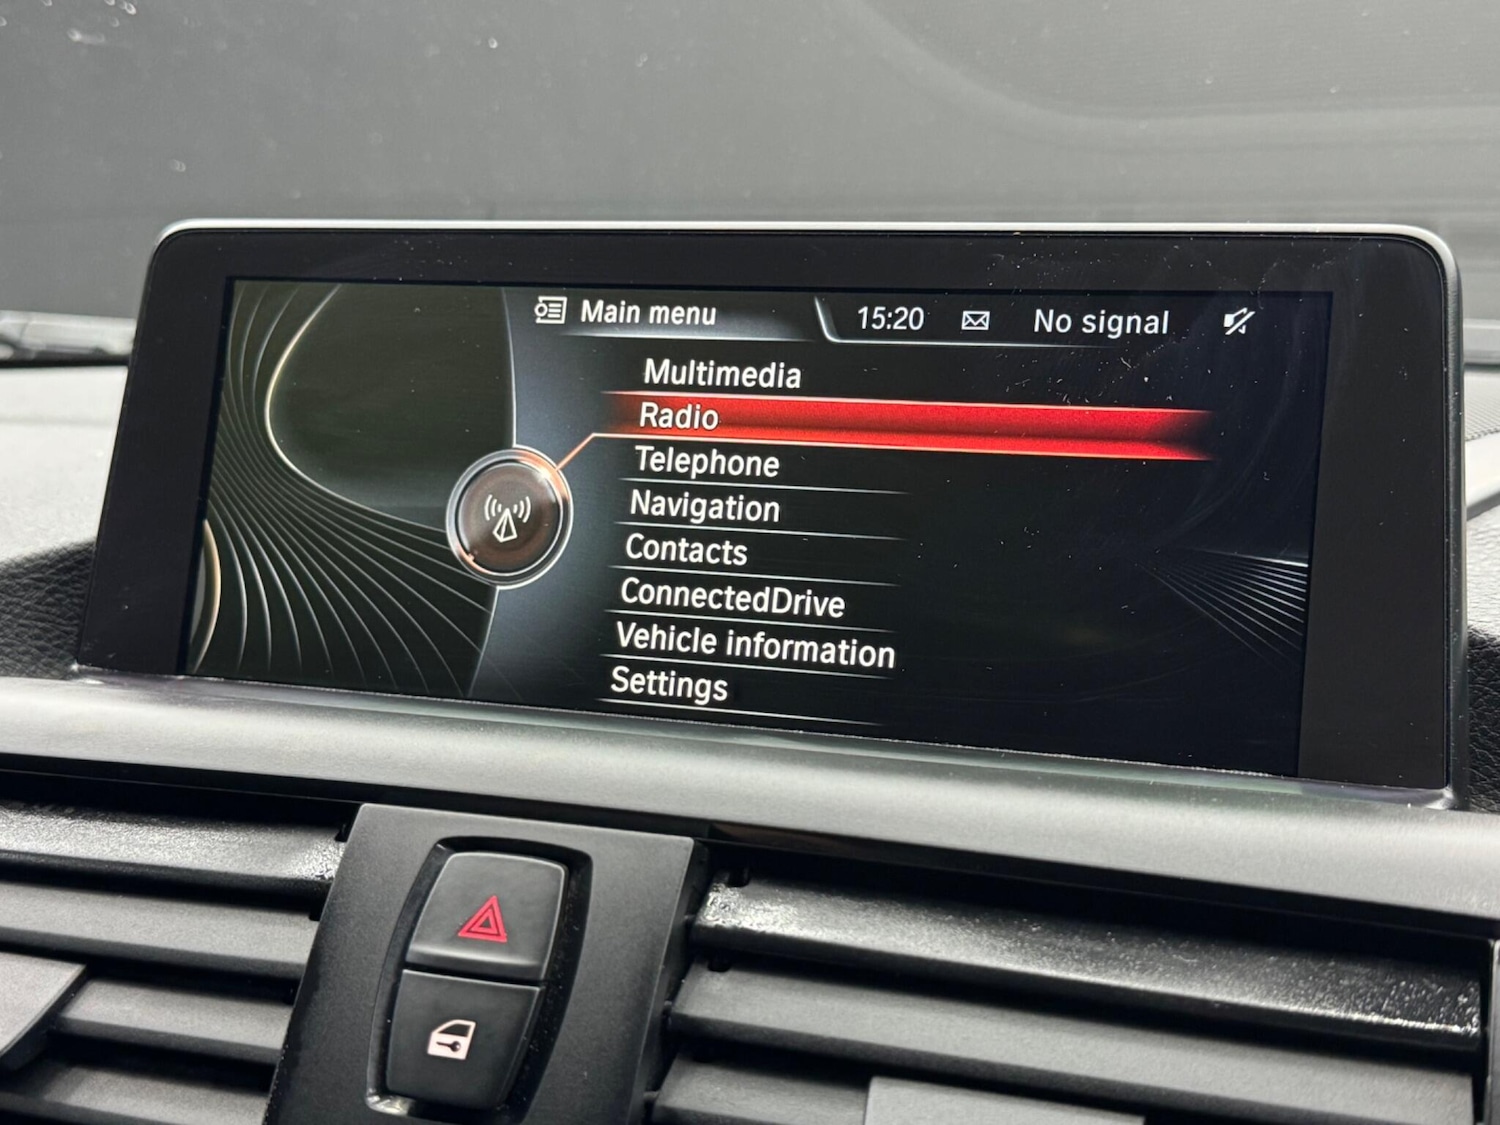 Main menu 15:20 No signal
Multimedia
Radio
Telephone
Navigation
Contacts
ConnectedDrive
Vehicle information
Settings